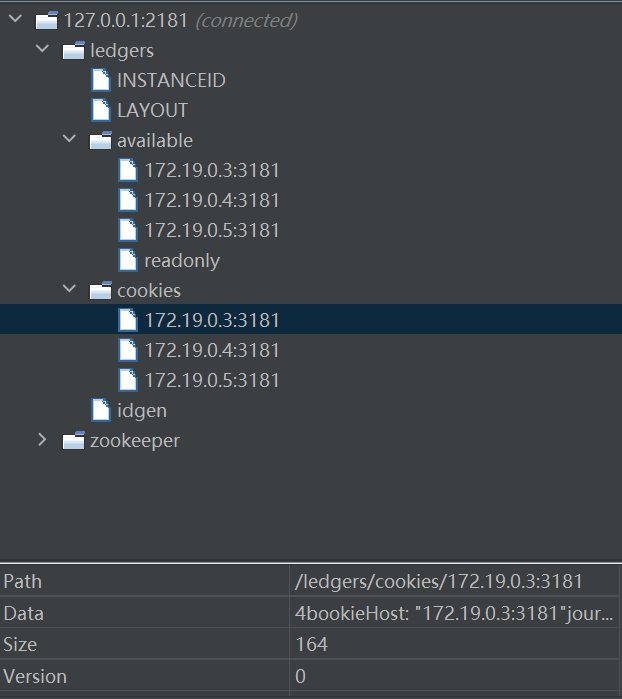 127.0.0.1:2181 (connected)
ledgers
INSTANCEID
LAYOUT
available
172.19.0.3:3181
172.19.0.4:3181
172.19.0.5:3181
readonly
cookies
172.19.0.3:3181
172.19.0.4:3181
172.19.0.5:3181
idgen
zookeeper
Path /ledgers/cookies/172.19.0.3:3181
Data 4bookieHost: "172.19.0.3:3181"jour...
Size 164
Version 0